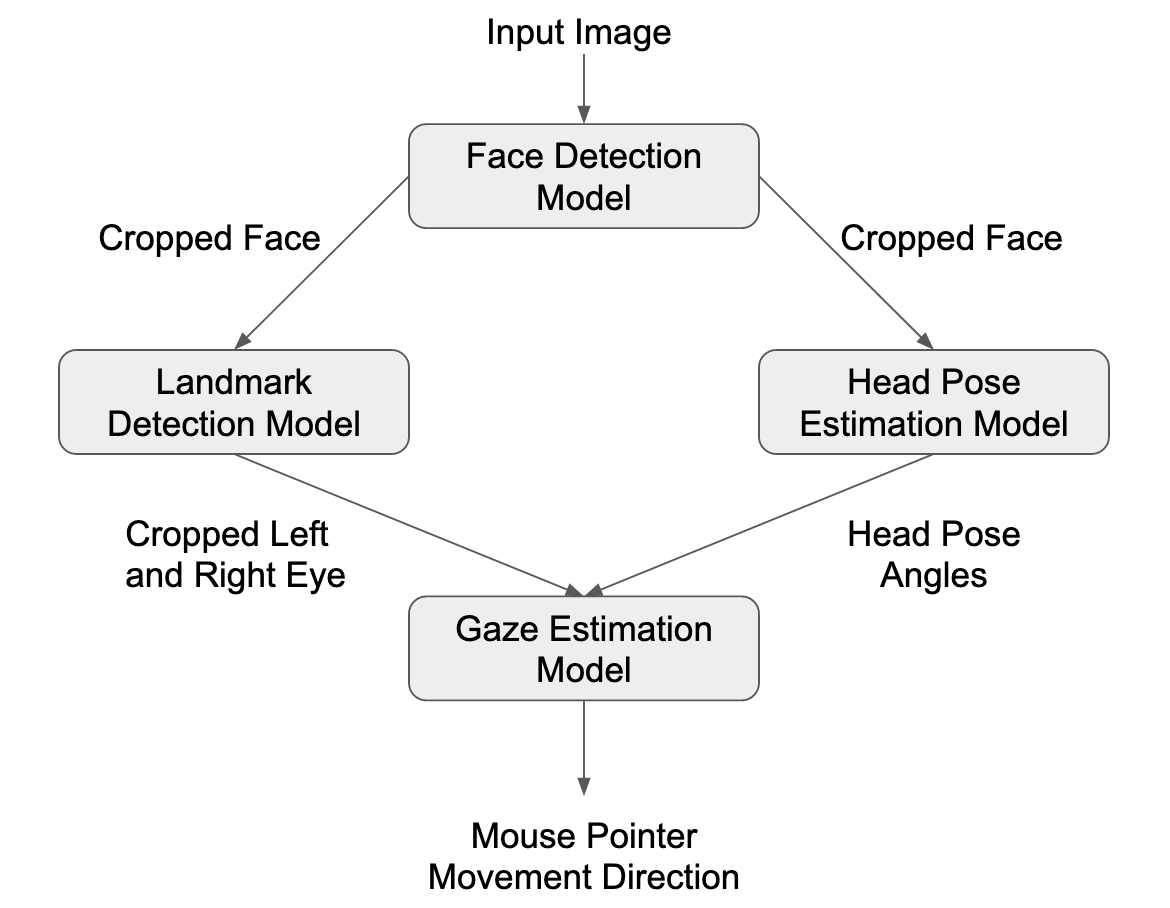 Input Image
Face Detection
Model
Cropped Face
Cropped Face
Landmark
Detection Model
Head Pose
Estimation Model
Cropped Left
and Right Eye
Head Pose
Angles
Gaze Estimation
Model
Mouse Pointer
Movement Direction